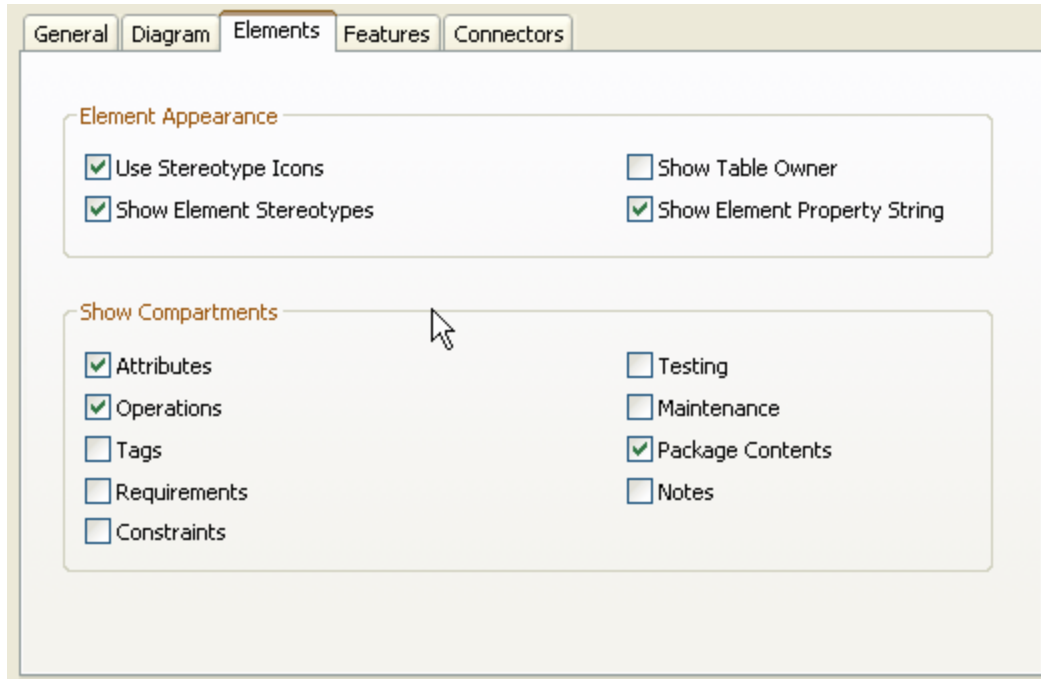 General Diagram Elements Features Connectors
Element Appearance
Use Stereotype Icons Show Table Owner
Show Element Stereotypes Show Element Property String
Show Compartments
Attributes Testing
Operations Maintenance
Tags Package Contents
Requirements Notes
Constraints